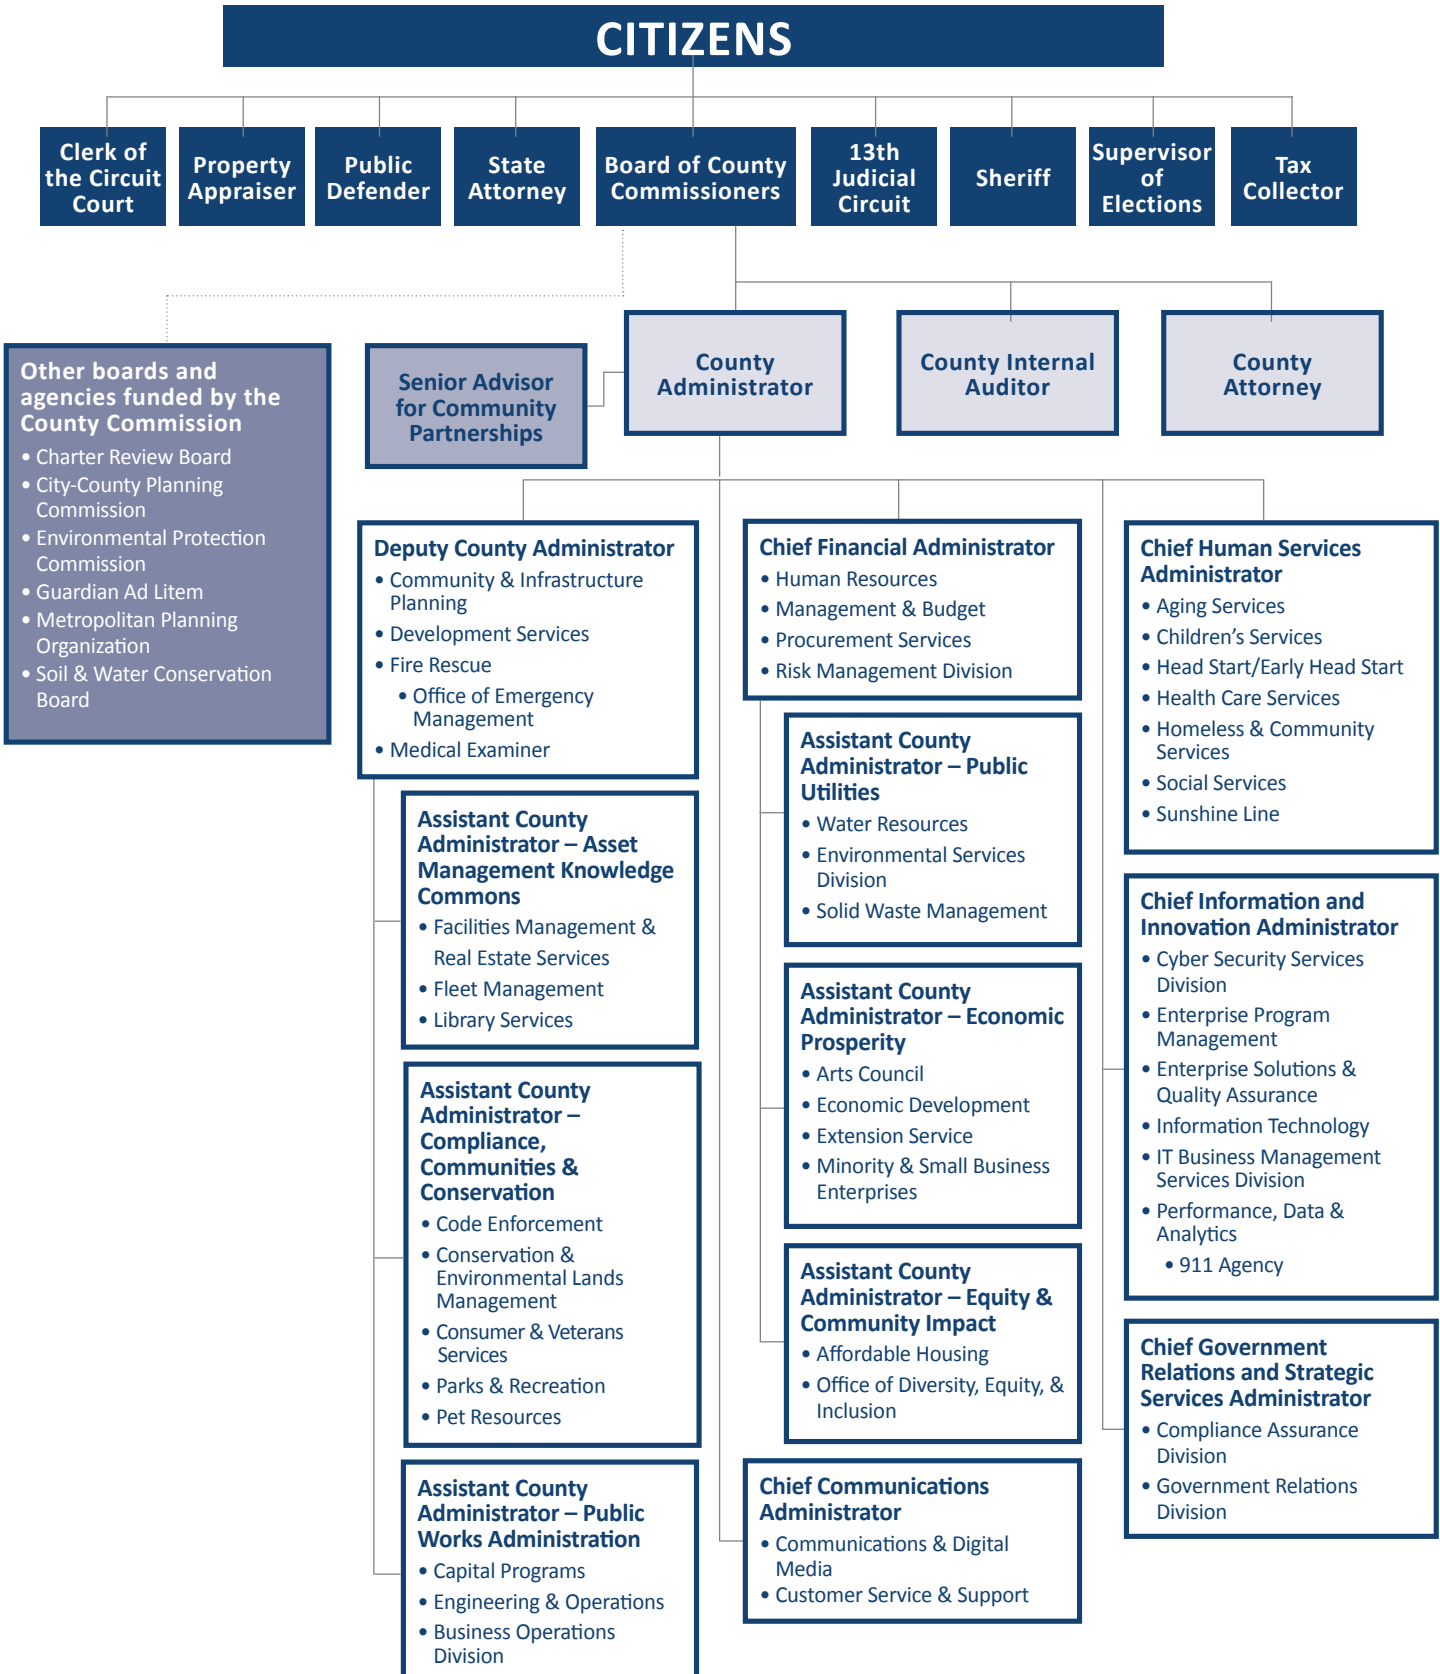 CITIZENS
Clerk of
the Circuit
Court
Property
Appraiser
Public
Defender
State
Attorney
Board of County
Commissioners
13th
Judicial
Circuit
Sheriff
Supervisor
of
Elections
Tax
Collector
Other boards and
agencies funded by the
County Commission
• Charter Review Board
• City-County Planning
Commission
• Environmental Protection
Commission
• Guardian Ad Litem
• Metropolitan Planning
Organization
• Soil & Water Conservation
Board
Senior Advisor
for Community
Partnerships
County
Administrator
County Internal
Auditor
County
Attorney
Deputy County Administrator
• Community & Infrastructure
Planning
• Development Services
• Fire Rescue
• Office of Emergency
Management
• Medical Examiner
Assistant County
Administrator – Asset
Management Knowledge
Commons
• Facilities Management &
Real Estate Services
• Fleet Management
• Library Services
Assistant County
Administrator –
Compliance,
Communities &
Conservation
• Code Enforcement
• Conservation &
Environmental Lands
Management
• Consumer & Veterans
Services
• Parks & Recreation
• Pet Resources
Assistant County
Administrator – Public
Works Administration
• Capital Programs
• Engineering & Operations
• Business Operations
Division
Chief Financial Administrator
• Human Resources
• Management & Budget
• Procurement Services
• Risk Management Division
Assistant County
Administrator – Public
Utilities
• Water Resources
• Environmental Services
Division
• Solid Waste Management
Assistant County
Administrator – Economic
Prosperity
• Arts Council
• Economic Development
• Extension Service
• Minority & Small Business
Enterprises
Assistant County
Administrator – Equity &
Community Impact
• Affordable Housing
• Office of Diversity, Equity, &
Inclusion
Chief Communications
Administrator
• Communications & Digital
Media
• Customer Service & Support
Chief Human Services
Administrator
• Aging Services
• Children’s Services
• Head Start/Early Head Start
• Health Care Services
• Homeless & Community
Services
• Social Services
• Sunshine Line
Chief Information and
Innovation Administrator
• Cyber Security Services
Division
• Enterprise Program
Management
• Enterprise Solutions &
Quality Assurance
• Information Technology
• IT Business Management
Services Division
• Performance, Data &
Analytics
• 911 Agency
Chief Government
Relations and Strategic
Services Administrator
• Compliance Assurance
Division
• Government Relations
Division